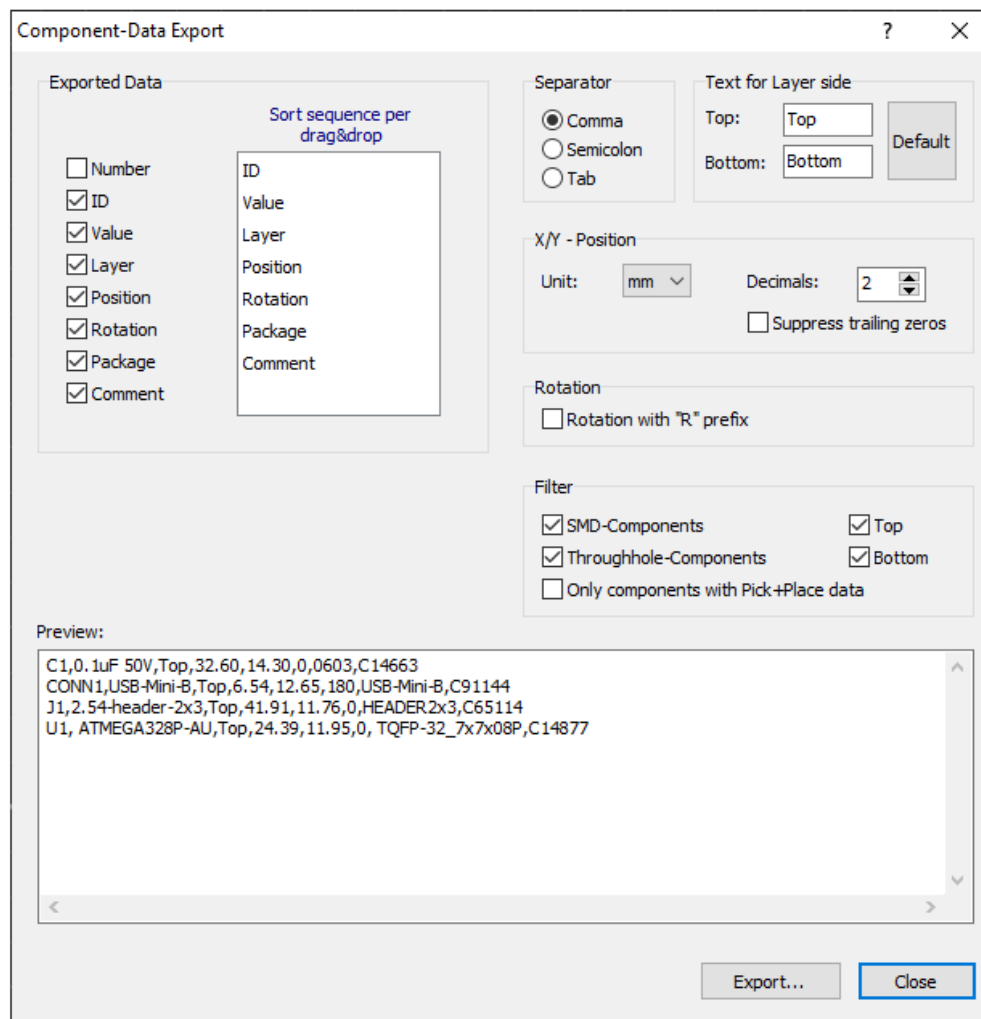 Component-Data Export
?
Exported Data
Sort sequence per
drag&drop
Number
ID
Value
Layer
Position
Rotation
Package
Comment
ID
Value
Layer
Position
Rotation
Package
Comment
Separator
Comma
Semicolon
Tab
Text for Layer side
Top:
Top
Bottom:
Bottom
Default
X/Y - Position
Unit:
mm
Decimals:
2
Suppress trailing zeros
Rotation
Rotation with "R" prefix
Filter
SMD-Components
Top
Throughhole-Components
Bottom
Only components with Pick+Place data
Preview:
C1,0.1uF 50V,Top,32.60,14.30,0,0603,C14663
CONN1,USB-Mini-B,Top,6.54,12.65,180,USB-Mini-B,C91144
J1,2.54-header-2x3,Top,41.91,11.76,0,HEADER2x3,C65114
U1, ATMEGA328P-AU,Top,24.39,11.95,0, TQFP-32_7x7x08P,C14877
Export...
Close